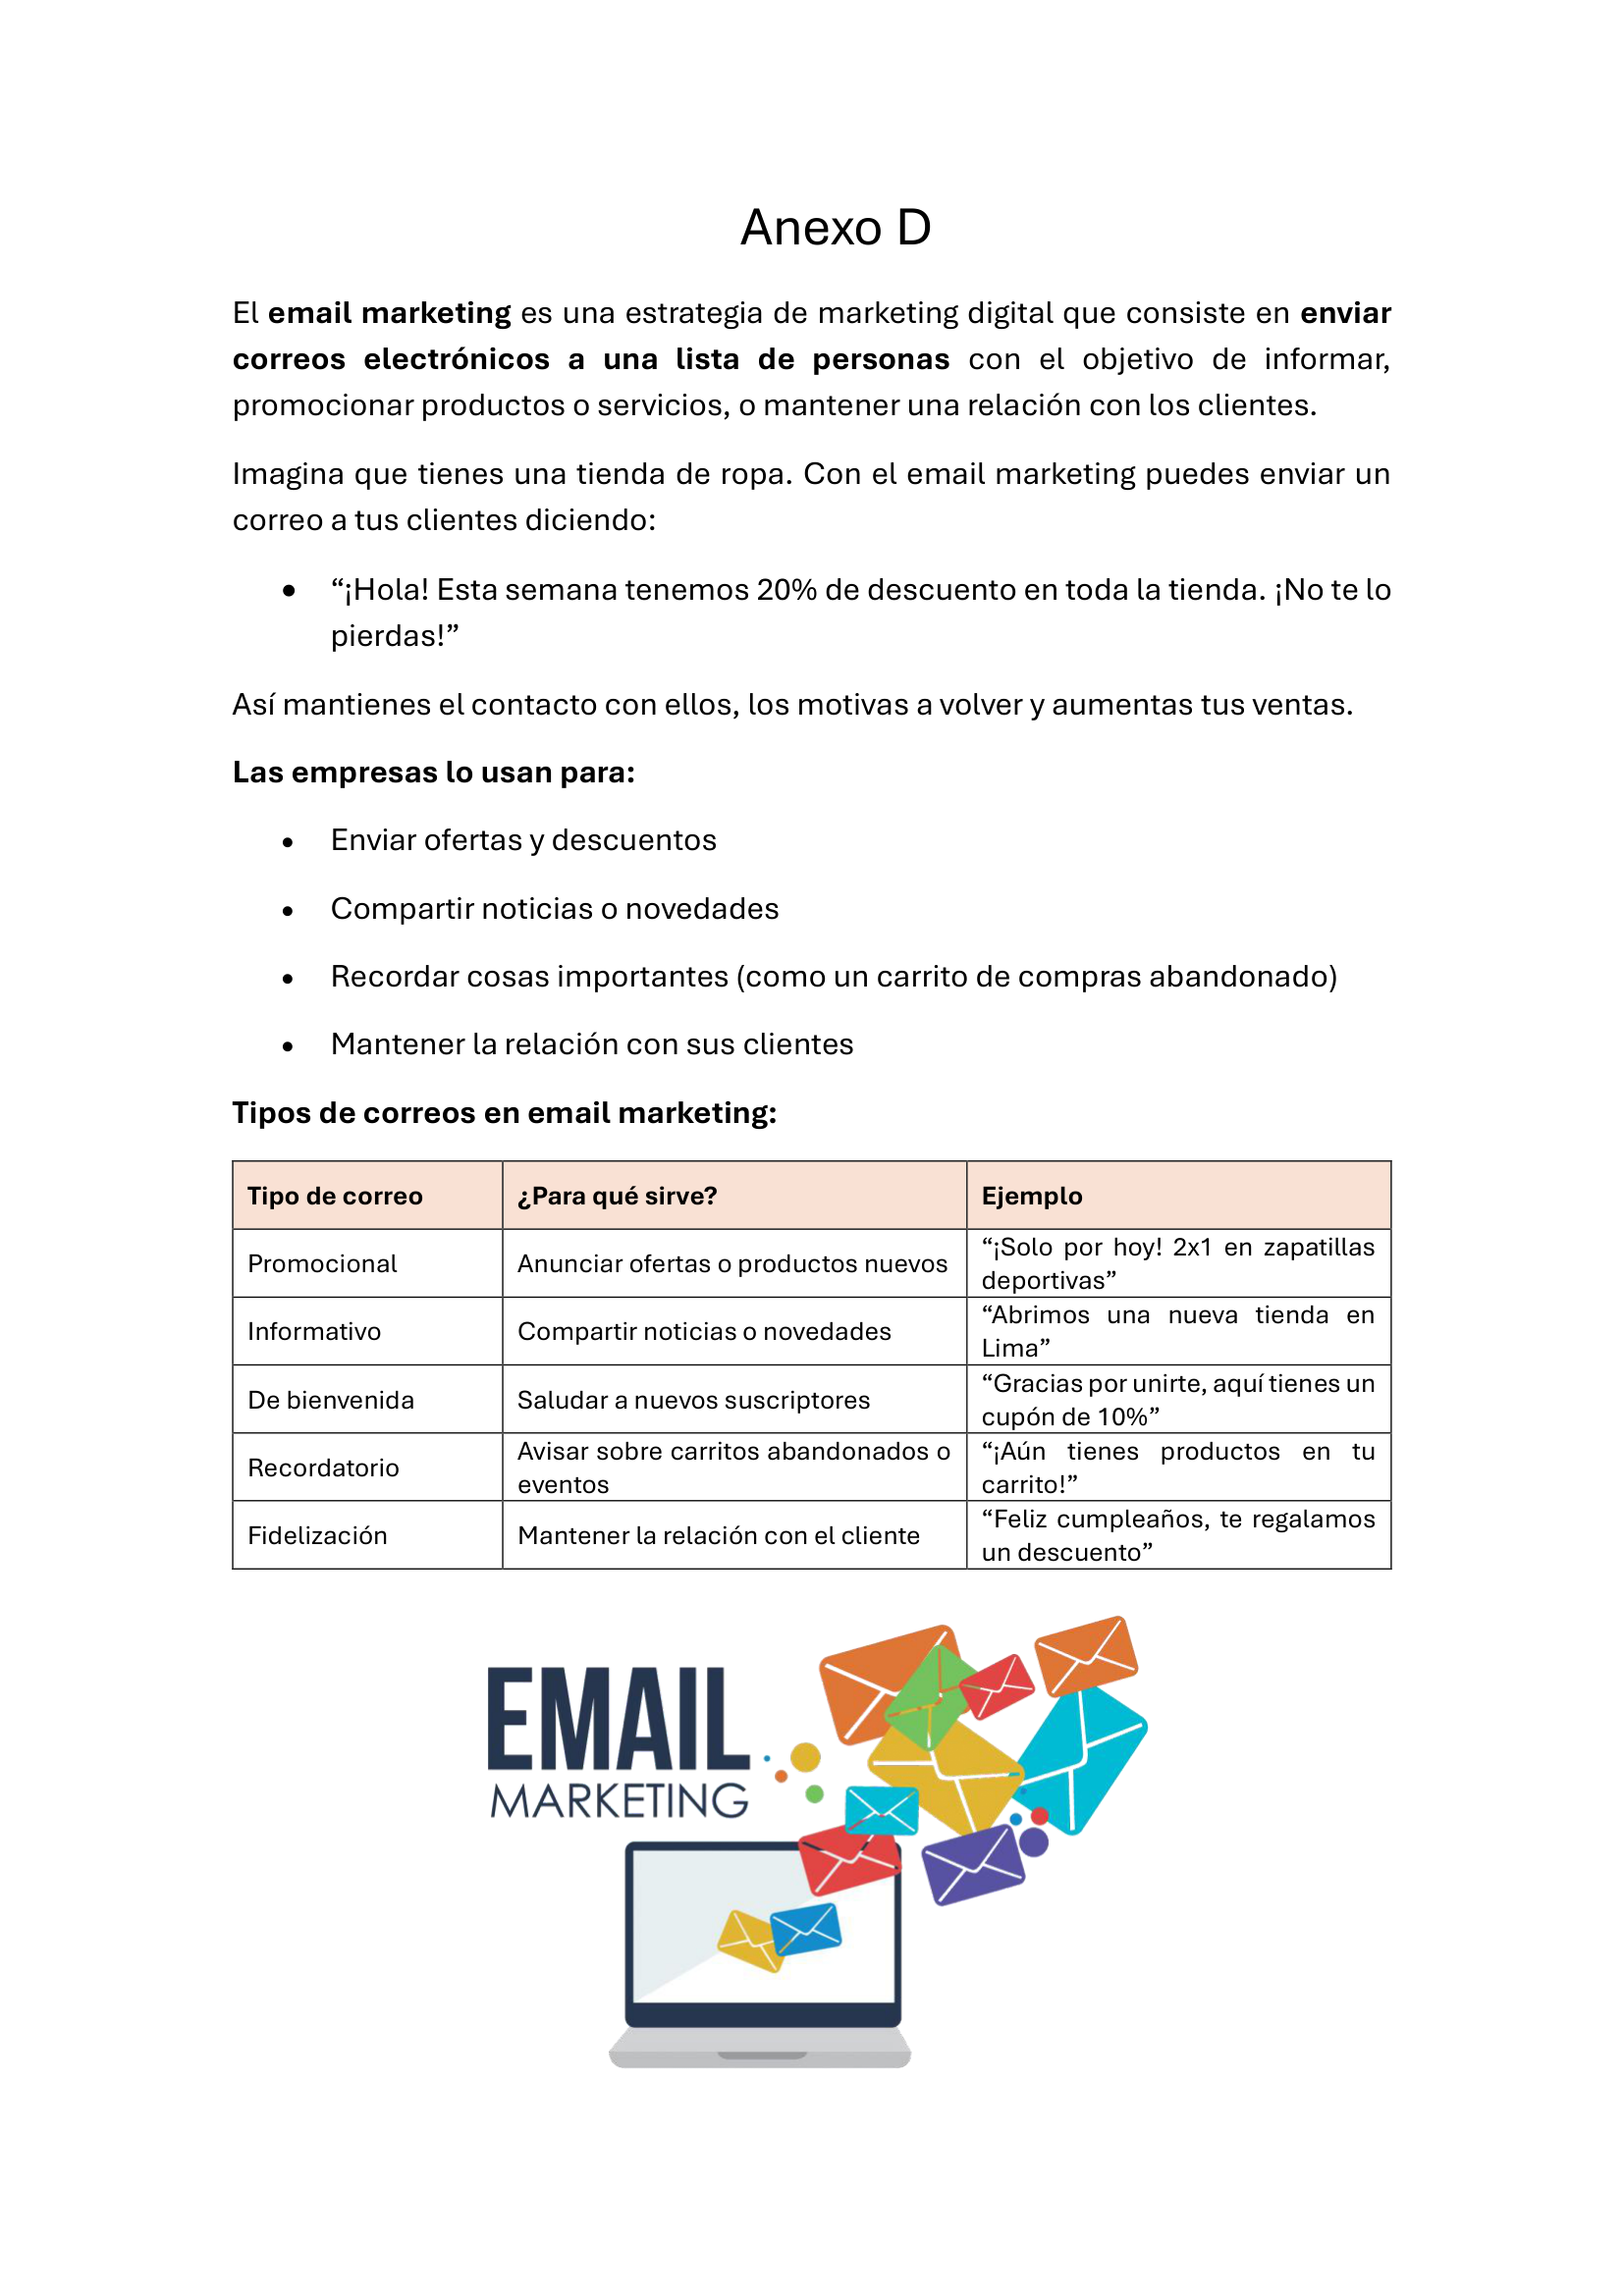 Anexo D
El email marketing es una estrategia de marketing digital que consiste en enviar
correos electrónicos a una lista de personas con el objetivo de informar,
promocionar productos o servicios, o mantener una relación con los clientes.
Imagina que tienes una tienda de ropa. Con el email marketing puedes enviar un
correo a tus clientes diciendo:
• “¡Hola! Esta semana tenemos 20% de descuento en toda la tienda. ¡No te lo
pierdas!”
Así mantienes el contacto con ellos, los motivas a volver y aumentas tus ventas.
Las empresas lo usan para:
• Enviar ofertas y descuentos
• Compartir noticias o novedades
• Recordar cosas importantes (como un carrito de compras abandonado)
• Mantener la relación con sus clientes
Tipos de correos en email marketing:
Tipo de correo ¿Para qué sirve? Ejemplo
Promocional Anunciar ofertas o productos nuevos “¡Solo por hoy! 2x1 en zapatillas
deportivas”
Informativo Compartir noticias o novedades “Abrimos una nueva tienda en
Lima”
De bienvenida Saludar a nuevos suscriptores “Gracias por unirte, aquí tienes un
cupón de 10%”
Recordatorio Avisar sobre carritos abandonados o
eventos “¡Aún tienes productos en tu
carrito!”
Fidelización Mantener la relación con el cliente “Feliz cumpleaños, te regalamos
un descuento”
EMAIL
MARKETING